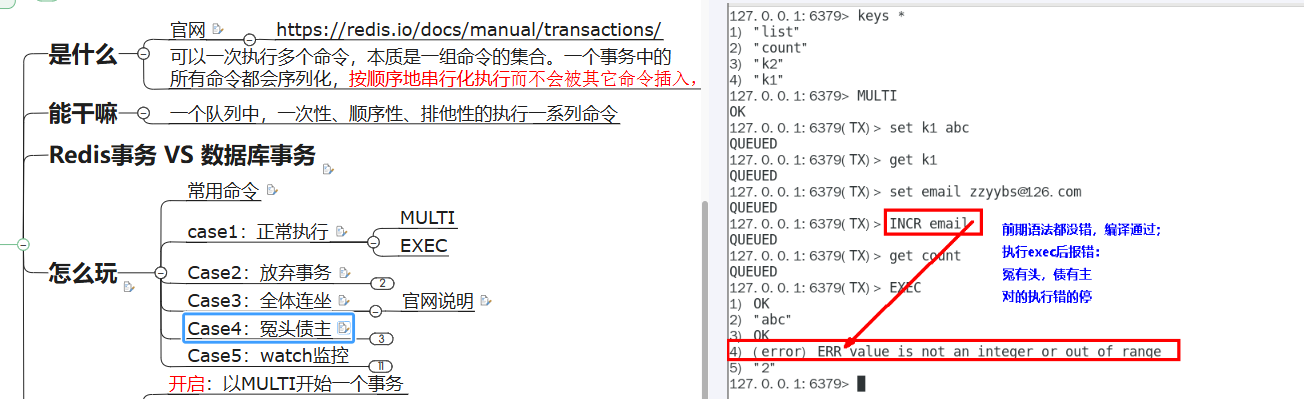 是什么
官网
https://redis.io/docs/manual/transactions/
可以一次执行多个命令，本质是一组命令的集合。一个事务中的
所有命令都会序列化，按顺序地串行化执行而不会被其它命令插入，
能干嘛
一个队列中，一次性、顺序性、排他性的执行一系列命令
Redis事务 VS 数据库事务
怎么玩
常用命令
case1：正常执行
MULTI
EXEC
Case2：放弃事务
2
Case3：全体连坐
官网说明
Case4：冤头债主
3
Case5：watch监控
11
开启：以MULTI开始一个事务
127.0.0.1:6379> keys *
1) "list"
2) "count"
3) "k2"
4) "k1"
127.0.0.1:6379> MULTI
OK
127.0.0.1:6379(TX)> set k1 abc
QUEUED
127.0.0.1:6379(TX)> get k1
QUEUED
127.0.0.1:6379(TX)> set email zzyybs@126.com
QUEUED
127.0.0.1:6379(TX)> INCR email
QUEUED
127.0.0.1:6379(TX)> get count
QUEUED
127.0.0.1:6379(TX)> EXEC
1) OK
2) "abc"
3) OK
4) (error) ERR value is not an integer or out of range
5) "2"
127.0.0.1:6379>
前期语法都没错，编译通过；
执行exec后报错：
冤有头，债有主
对的执行错的停